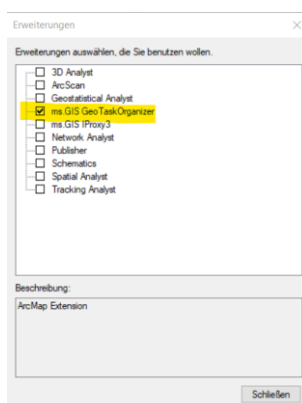 Erweiterungen
Erweiterungen auswählen, die Sie benutzen wollen.
3D Analyst
ArcScan
Geostatistical Analyst
ms.GIS GeoTaskOrganizer
ms.GIS IProxy3
Network Analyst
Publisher
Schematics
Spatial Analyst
Tracking Analyst
Beschreibung:
ArcMap Extension
Schließen